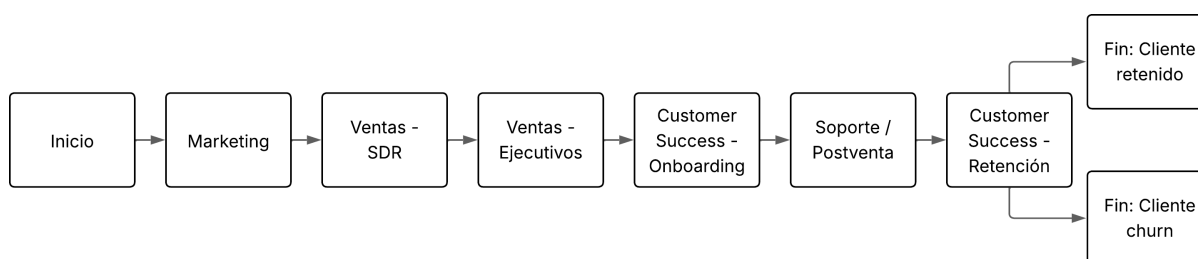 Inicio
Marketing
Ventas -
SDR
Ventas -
Ejecutivos
Customer
Success -
Onboarding
Soporte /
Postventa
Customer
Success -
Retención
Fin: Cliente
retenido
Fin: Cliente
churn